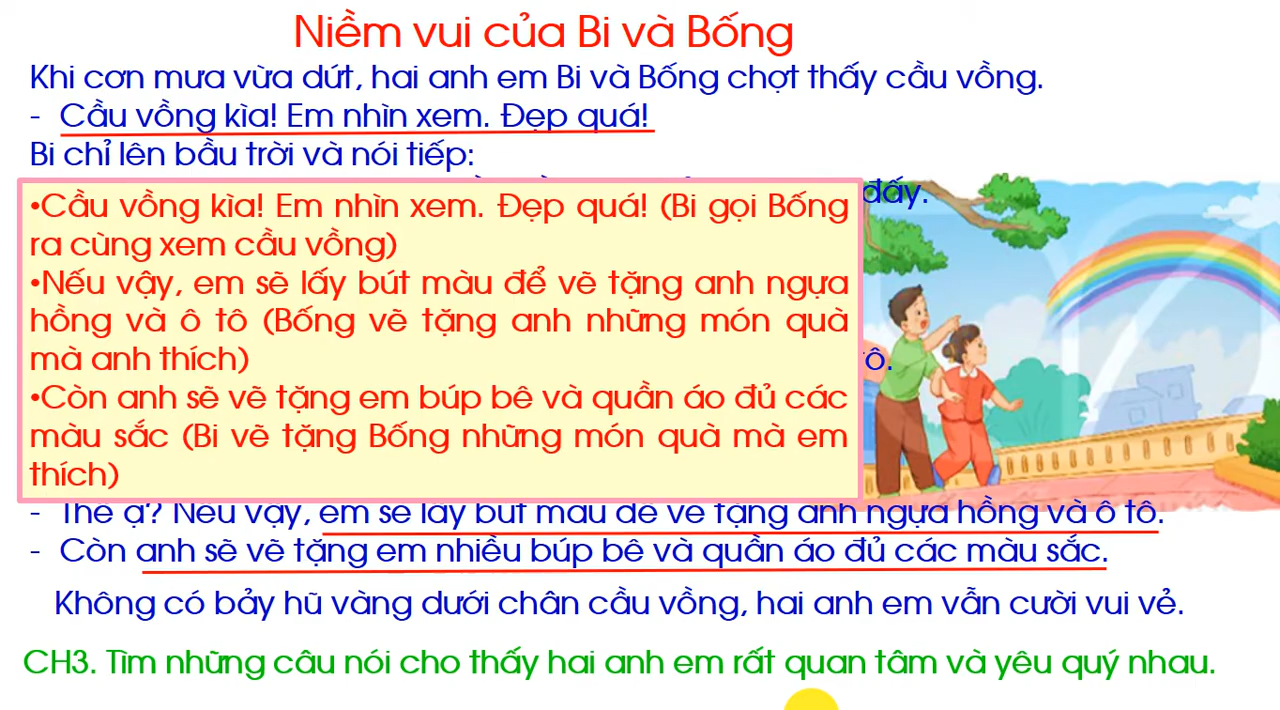 Niềm vui của Bi và Bống
Khi cơn mưa vừa dứt, hai anh em Bi và Bống chợt thấy cầu vồng.
- Cầu vồng kìa! Em nhìn xem. Đẹp quá!
Bi chỉ lên bầu trời và nói tiếp:
đấy.
•Cầu vồng kìa! Em nhìn xem. Đẹp quá! (Bi gọi Bống
ra cùng xem cầu vồng)
•Nếu vậy, em sẽ lấy bút màu để vẽ tặng anh ngựa
hồng và ô tô (Bống vẽ tặng anh những món quà
mà anh thích)
tô.
•Còn anh sẽ vẽ tặng em búp bê và quần áo đủ các
màu sắc (Bi vẽ tặng Bống những món quà mà em
thích)
- Thế ạ? Nếu vậy, em sẽ lấy bút màu để vẽ tặng anh ngựa hồng và ô tô.
- Còn anh sẽ vẽ tặng em nhiều búp bê và quần áo đủ các màu sắc.
Không có bảy hũ vàng dưới chân cầu vồng, hai anh em vẫn cười vui vẻ.
CH3. Tìm những câu nói cho thấy hai anh em rất quan tâm và yêu quý nhau.